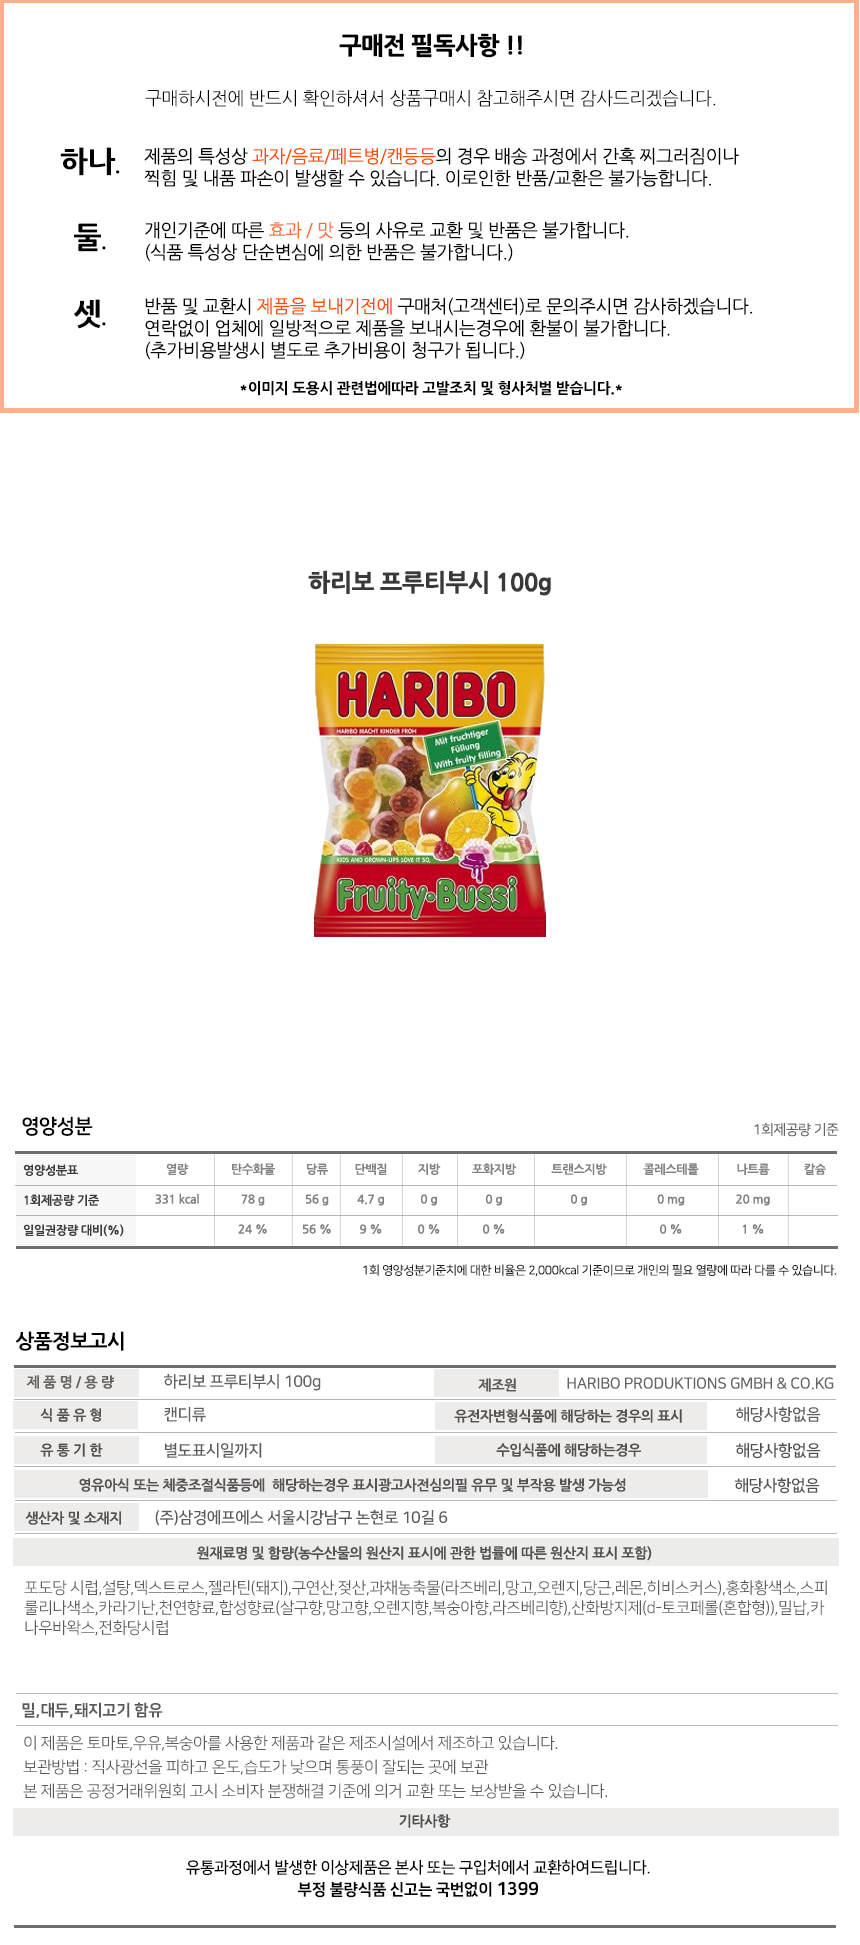 구매전 필독사항 !!
구매하시전에 반드시 확인하셔서 상품구매시 참고해주시면 감사드리겠습니다.
하나. 제품의 특성상 과자/음료/페트병/캔등등의 경우 배송 과정에서 간혹 찌그러짐이나
찍힘 및 내품 파손이 발생할 수 있습니다. 이로인한 반품/교환은 불가능합니다.
둘. 개인기준에 따른 효과 / 맛 등의 사유로 교환 및 반품은 불가합니다.
(식품 특성상 단순변심에 의한 반품은 불가합니다.)
셋. 반품 및 교환시 제품을 보내기전에 구매처(고객센터)로 문의주시면 감사하겠습니다.
연락없이 업체에 일방적으로 제품을 보내시는경우에 환불이 불가합니다.
(추가비용발생시 별도로 추가비용이 청구가 됩니다.)
*이미지 도용시 관련법에따라 고발조치 및 형사처벌 받습니다.*
하리보 프루티부시 100g
HARIBO
HARIBO MACHT KINDER FROH
Mit fruchtiger
Füllung
With fruity filling
KIDS AND GROWN-UPS LOVE IT SO,
Fruity-Bussi
영양성분
1회제공량 기준
영양성분표 열량 탄수화물 당류 단백질 지방 포화지방 트랜스지방 콜레스테롤 나트륨 칼슘
1회제공량 기준 331 kcal 78 g 56 g 4.7 g 0 g 0 g 0 g 0 mg 20 mg
일일권장량 대비(%) 24 % 56 % 9 % 0 % 0 % 0 % 1 %
1회 영양성분기준치에 대한 비율은 2,000kcal 기준이므로 개인의 필요 열량에 따라 다를 수 있습니다.
상품정보고시
제 품 명 / 용 량 하리보 프루티부시 100g 제조원 HARIBO PRODUKTIONS GMBH & CO.KG
식 품 유 형 캔디류 유전자변형식품에 해당하는 경우의 표시 해당사항없음
유 통 기 한 별도표시일까지 수입식품에 해당하는경우 해당사항없음
영유아식 또는 체중조절식품등에 해당하는경우 표시광고사전심의필 유무 및 부작용 발생 가능성 해당사항없음
생산자 및 소재지 (주)삼경에프에스 서울시강남구 논현로 10길 6
원재료명 및 함량(농수산물의 원산지 표시에 관한 법률에 따른 원산지 표시 포함)
포도당 시럽,설탕,덱스트로스,젤라틴(돼지),구연산,젖산,과채농축물(라즈베리,망고,오렌지,당근,레몬,히비스커스),홍화황색소,스피
룰리나색소,카라기난,천연향료,합성향료(살구향,망고향,오렌지향,복숭아향,라즈베리향),산화방지제(d-토코페롤(혼합형)),밀납,카
나우바왁스,전화당시럽
밀,대두,돼지고기 함유
이 제품은 토마토,우유,복숭아를 사용한 제품과 같은 제조시설에서 제조하고 있습니다.
보관방법 : 직사광선을 피하고 온도,습도가 낮으며 통풍이 잘되는 곳에 보관
본 제품은 공정거래위원회 고시 소비자 분쟁해결 기준에 의거 교환 또는 보상받을 수 있습니다.
기타사항
유통과정에서 발생한 이상제품은 본사 또는 구입처에서 교환하여드립니다.
부정 불량식품 신고는 국번없이 1399